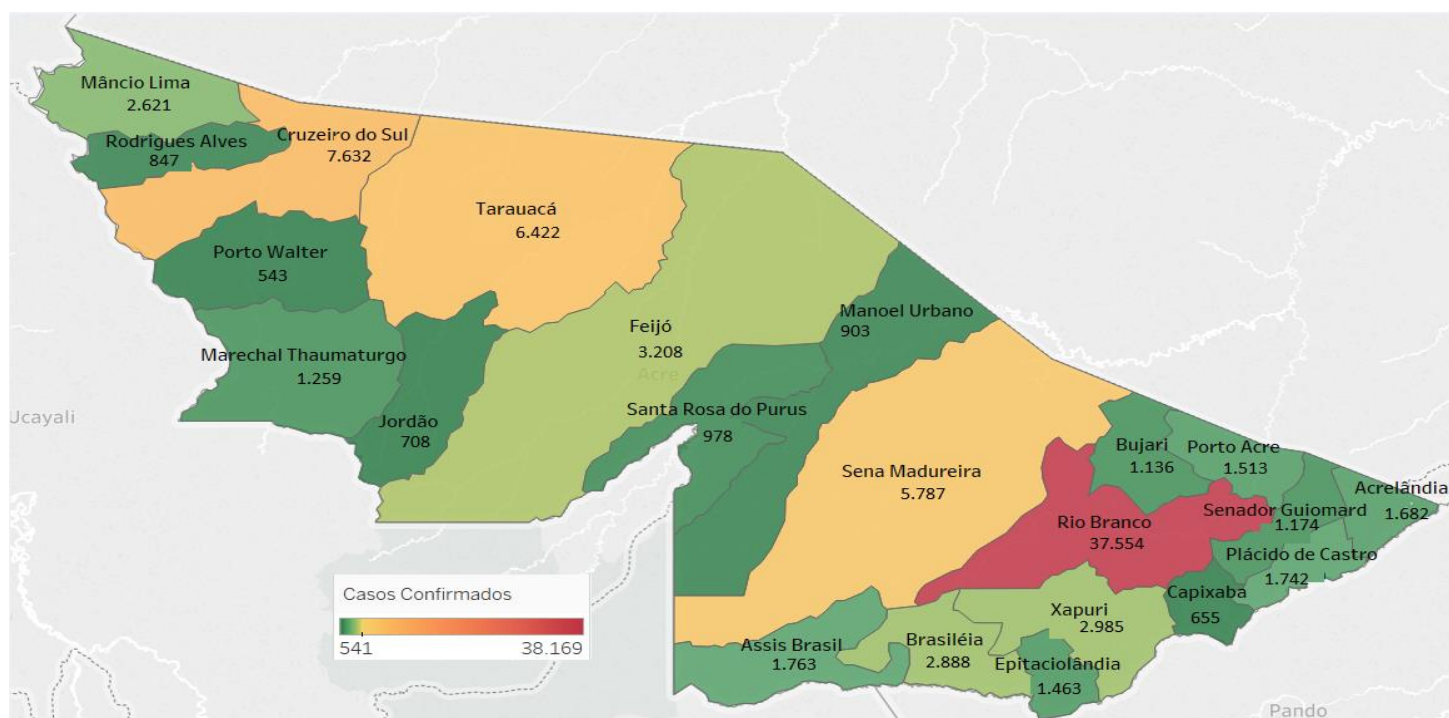 Mâncio Lima
2.621
Rodrigues Alves
847
Cruzeiro do Sul
7.632
Tarauacá
6.422
Porto Walter
543
Marechal Thaumaturgo
1.259
Jordão
708
Feijó
3.208
Acre
Manoel Urbano
903
Santa Rosa do Purus
978
Sena Madureira
5.787
Bujari
1.136
Porto Acre
1.513
Acrelândia
1.682
Senador Guiomard
1.174
Rio Branco
37.554
Plácido de Castro
1.742
Capixaba
655
Xapuri
2.985
Brasiléia
2.888
Epitaciolândia
1.463
Assis Brasil
1.763
Ucayali
Pando
Casos Confirmados
541 38.169